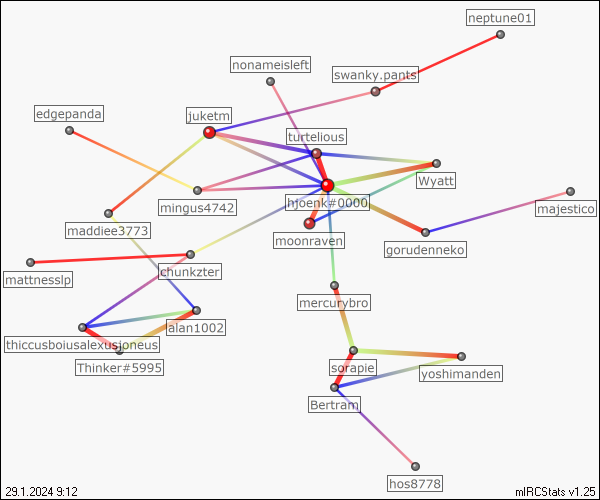 neptune01
nonameisleft
swanky.pants
edgepanda
juketm
turtelious
Wyatt
mingus4742
hjoenk#0000
majestico
maddiee3773
moonraven
gorudenneko
mattnesslp
chunkzter
mercurybro
alan1002
thiccusboiusalexusjoneus
Thinker#5995
sorapie
yoshimanden
Bertram
hos8778
29.1.2024 9:12
mIRCStats v1.25